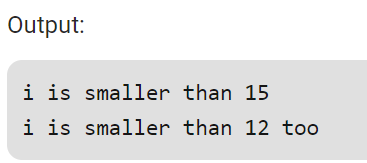 Output:
i is smaller than 15
i is smaller than 12 too